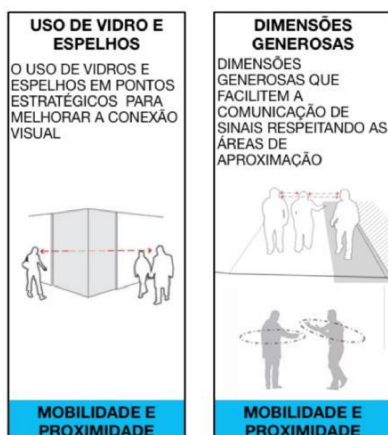 USO DE VIDRO E
ESPELHOS
O USO DE VIDROS E
ESPELHOS EM PONTOS
ESTRATÉGICOS PARA
MELHORAR A CONEXÃO
VISUAL
MOBILIDADE E
PROXIMIDADE
DIMENSÕES
GENEROSAS
DIMENSÕES
GENEROSAS QUE
FACILITEM A
COMUNICAÇÃO DE
SINAIS RESPEITANDO AS
ÁREAS DE
APROXIMAÇÃO
MOBILIDADE E
PROXIMIDADE